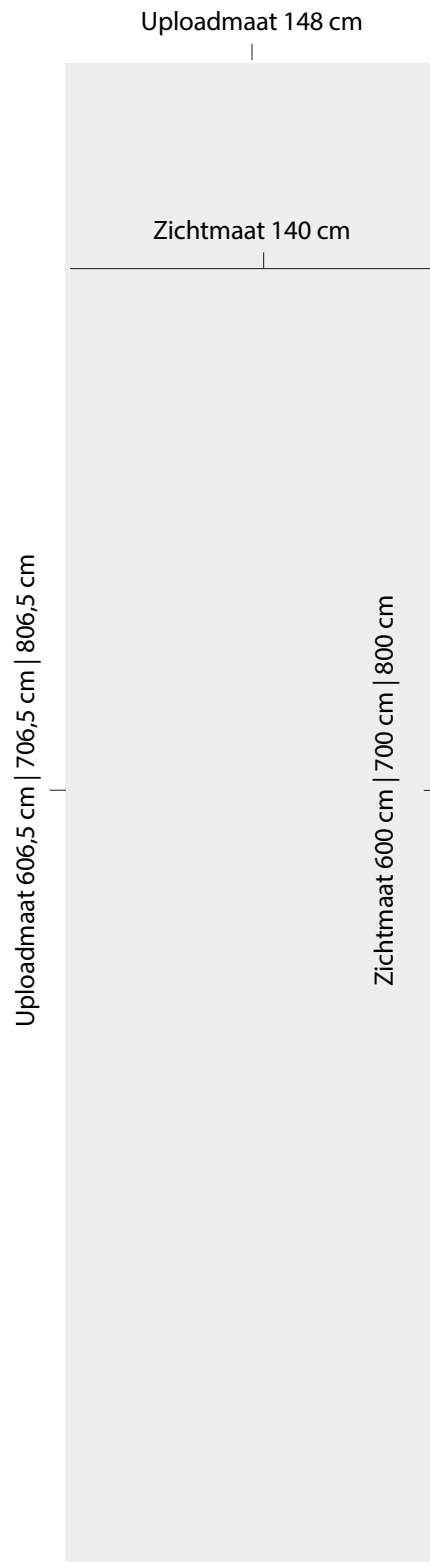 Uploadmaat 148 cm
Zichtmaat 140 cm
Uploadmaat 606,5 cm | 706,5 cm | 806,5 cm
Zichtmaat 600 cm | 700 cm | 800 cm